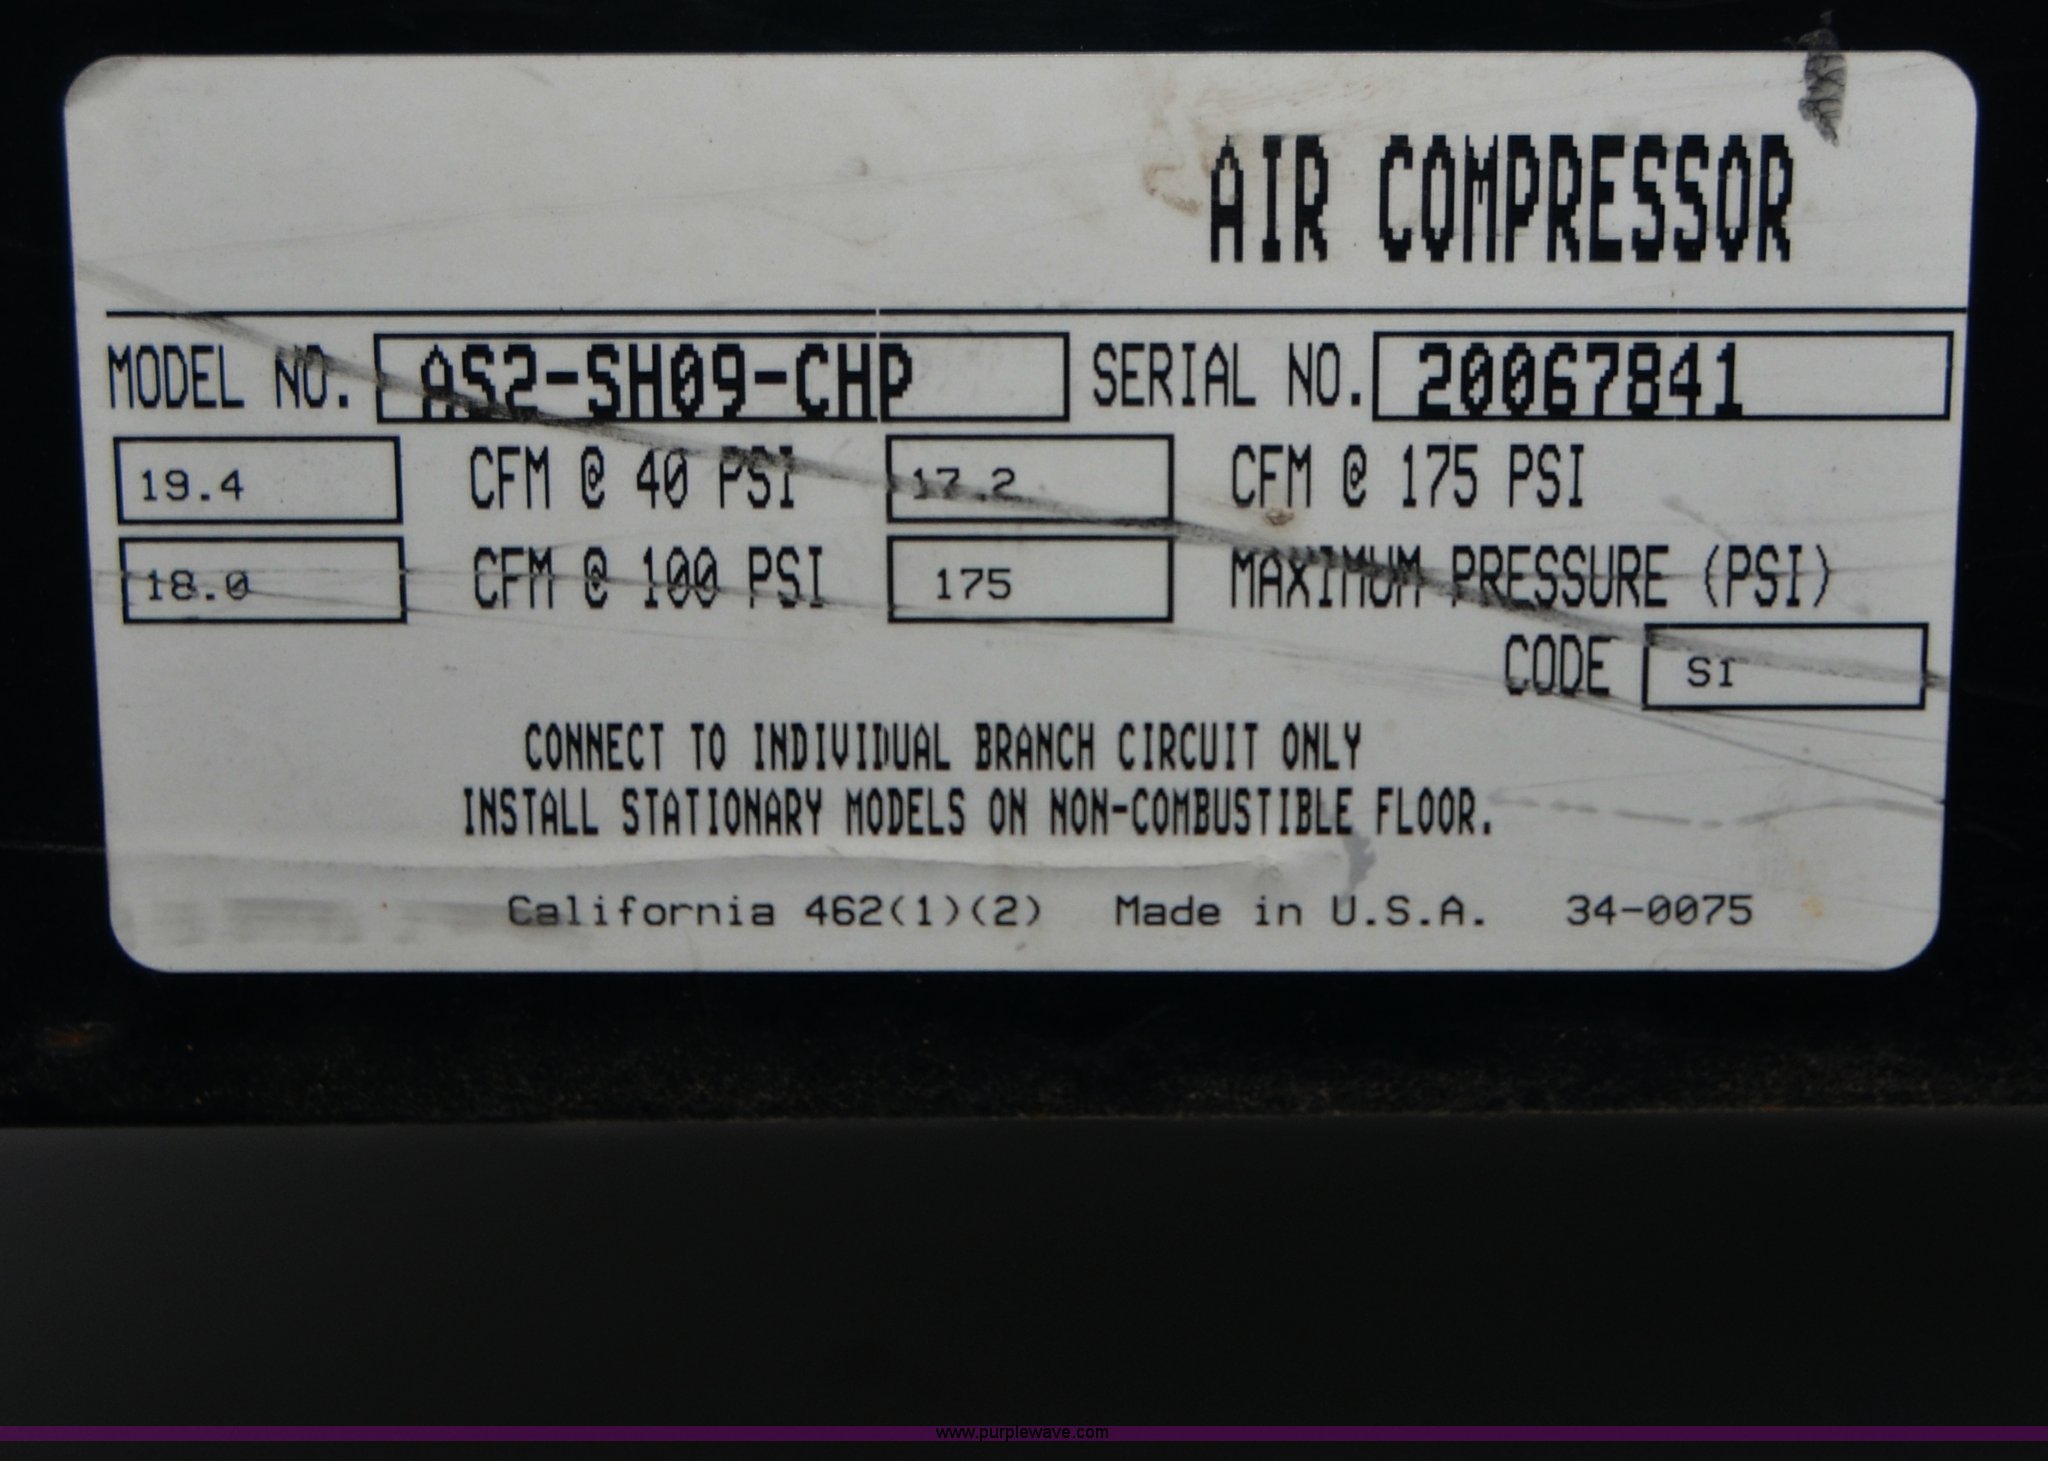 AIR COMPRESSOR
MODEL NO. AS2-SH09-CHP SERIAL NO. 20067841
19.4 CFM @ 40 PSI 17.2 CFM @ 175 PSI
18.0 CFM @ 100 PSI 175 MAXIMUM PRESSURE (PSI)
CODE SI
CONNECT TO INDIVIDUAL BRANCH CIRCUIT ONLY
INSTALL STATIONARY MODELS ON NON-COMBUSTIBLE FLOOR.
California 462(1)(2) Made in U.S.A. 34-0075
www.purplewave.com